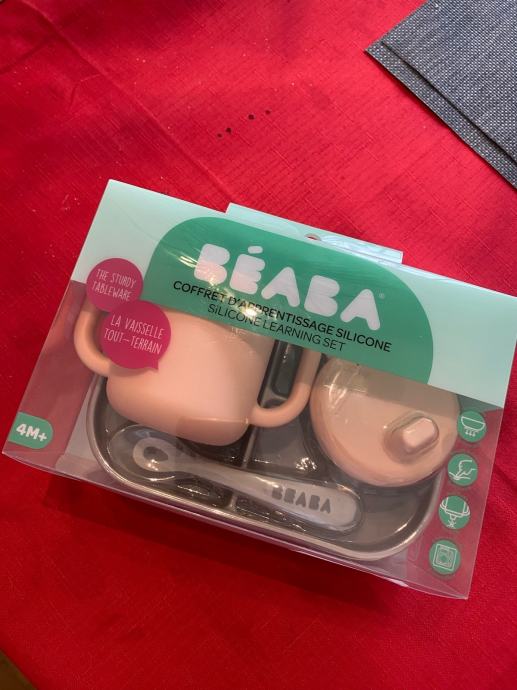 BÉABA®
COFFRET D'APPRENTISSAGE SILICONE
SILICONE LEARNING SET
THE STURDY
TABLEWARE
LA VAISSELLE
TOUT-TERRAIN
4M+
BÉABA